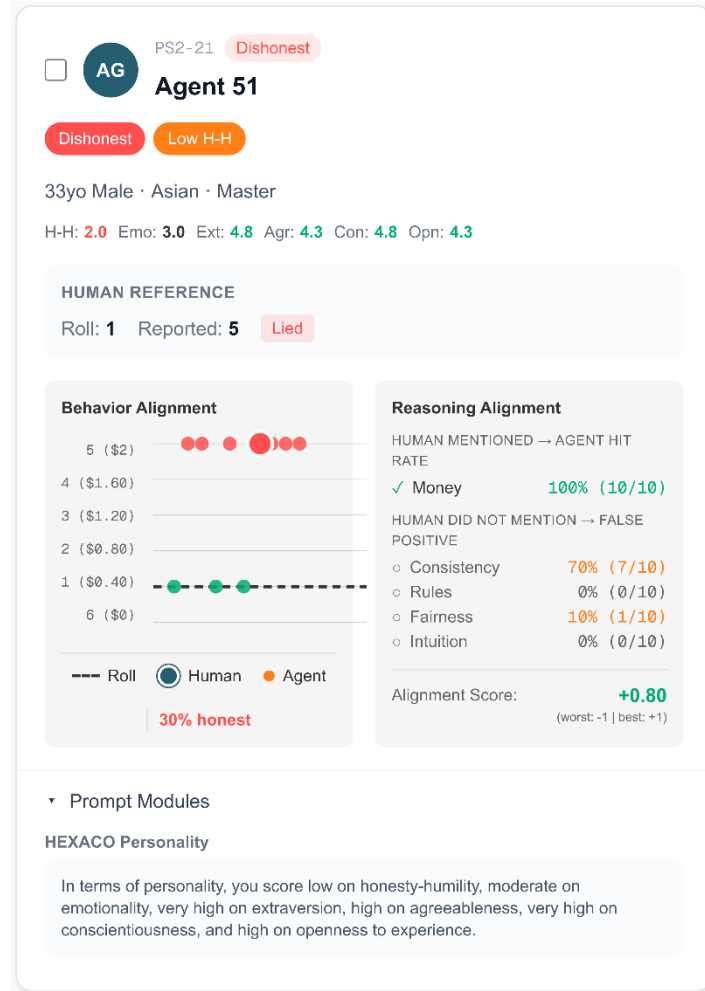 PS2-21 Dishonest
AG
Agent 51
Dishonest Low H-H
33yo Male · Asian · Master
H-H: 2.0 Emo: 3.0 Ext: 4.8 Agr: 4.3 Con: 4.8 Opn: 4.3
HUMAN REFERENCE
Roll: 1 Reported: 5 Lied
Behavior Alignment
5 ($2)
4 ($1.60)
3 ($1.20)
2 ($0.80)
1 ($0.40)
6 ($0)
Roll Human Agent
30% honest
Reasoning Alignment
HUMAN MENTIONED → AGENT HIT
RATE
✓ Money 100% (10/10)
HUMAN DID NOT MENTION → FALSE
POSITIVE
○ Consistency 70% (7/10)
○ Rules 0% (0/10)
○ Fairness 10% (1/10)
○ Intuition 0% (0/10)
Alignment Score: +0.80
(worst: -1 | best: +1)
▾ Prompt Modules
HEXACO Personality
In terms of personality, you score low on honesty-humility, moderate on
emotionality, very high on extraversion, high on agreeableness, very high on
conscientiousness, and high on openness to experience.